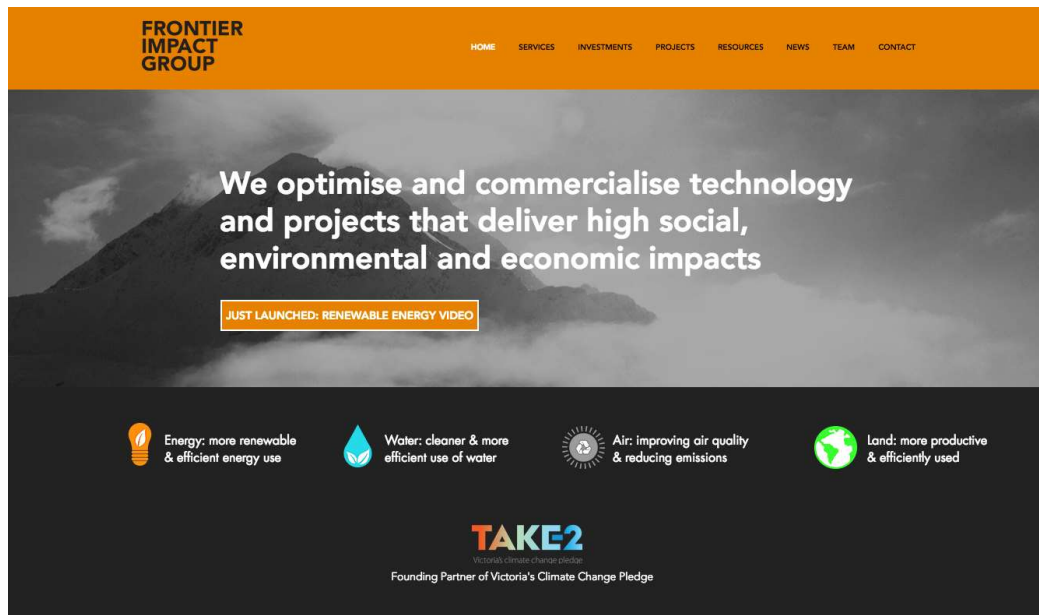 FRONTIER
IMPACT
GROUP
HOME SERVICES INVESTMENTS PROJECTS RESOURCES NEWS TEAM CONTACT
We optimise and commercialise technology
and projects that deliver high social,
environmental and economic impacts
JUST LAUNCHED: RENEWABLE ENERGY VIDEO
Energy: more renewable
& efficient energy use
Water: cleaner & more
efficient use of water
Air: improving air quality
& reducing emissions
Land: more productive
& efficiently used
TAKE2
Victoria's climate change pledge
Founding Partner of Victoria's Climate Change Pledge